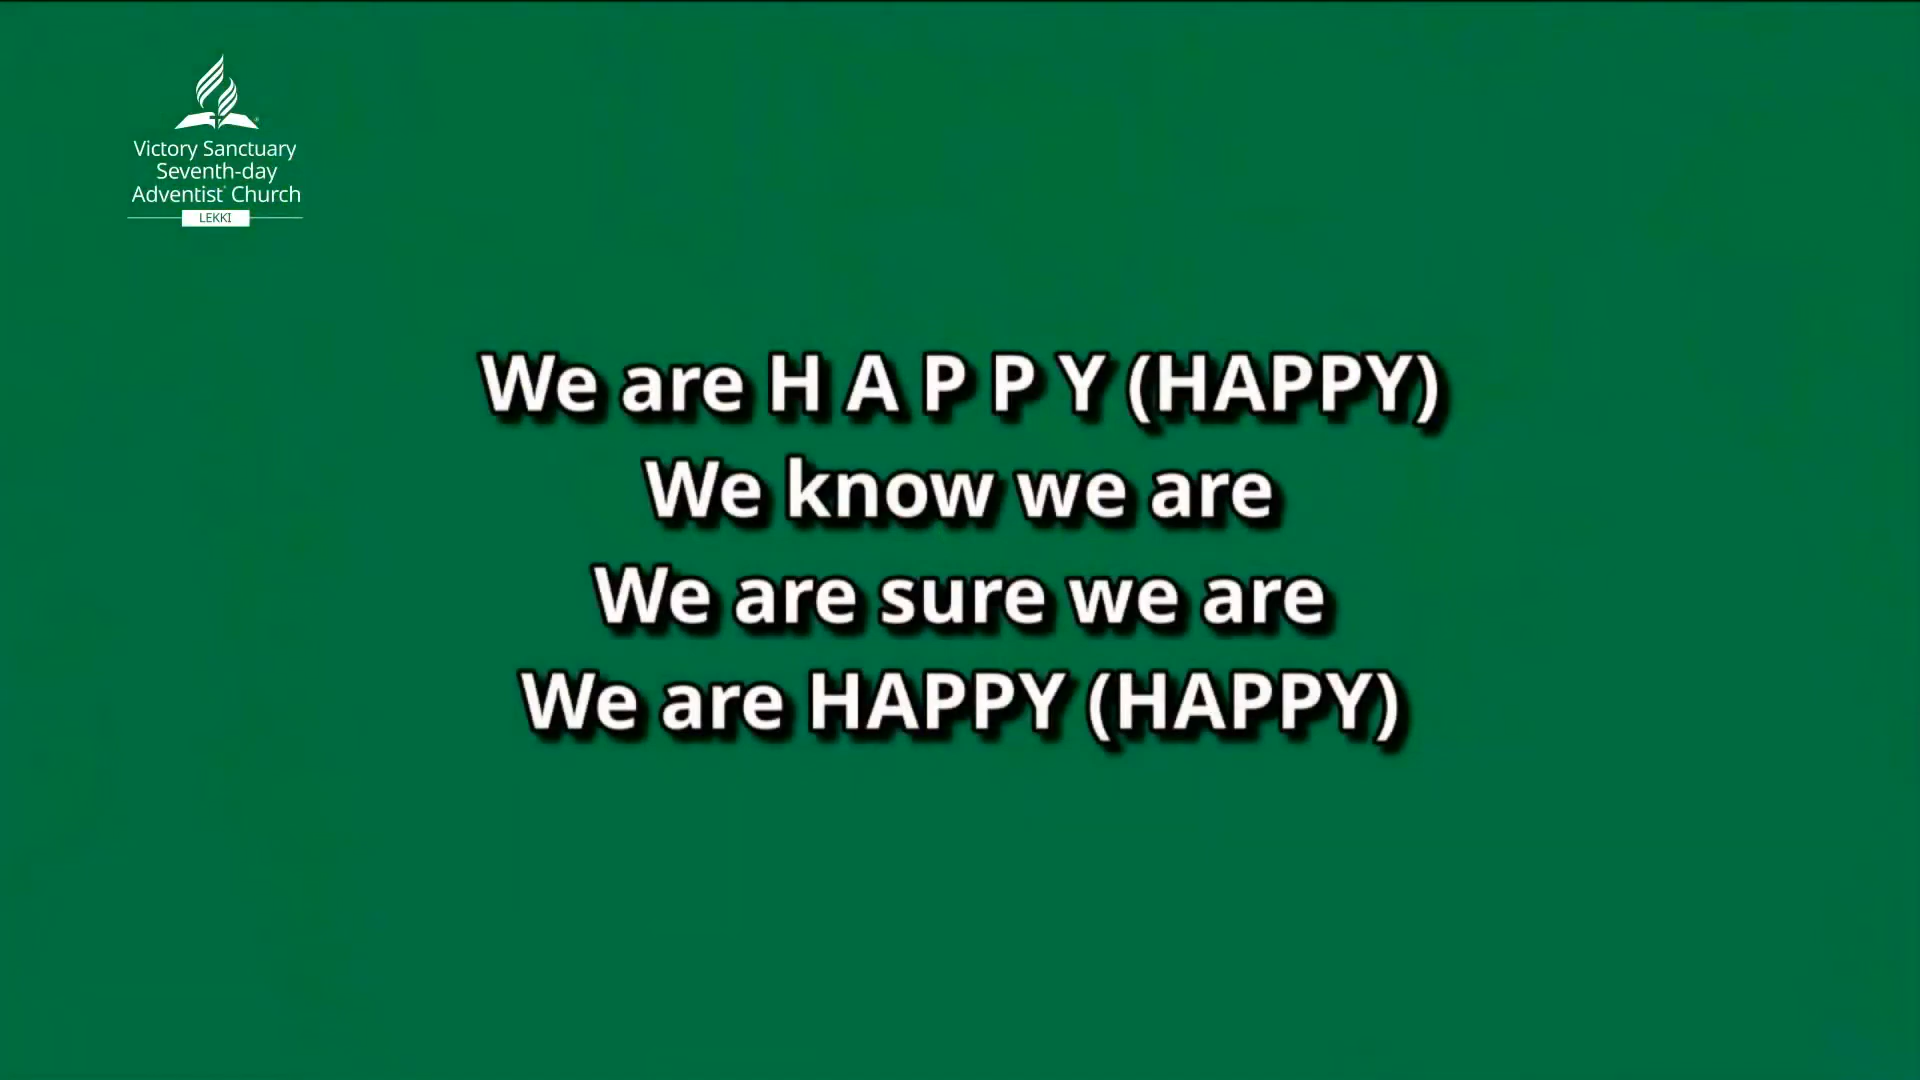 Victory Sanctuary
Seventh-day
Adventist Church
LEKKI
We are H A P P Y (HAPPY)
We know we are
We are sure we are
We are HAPPY (HAPPY)